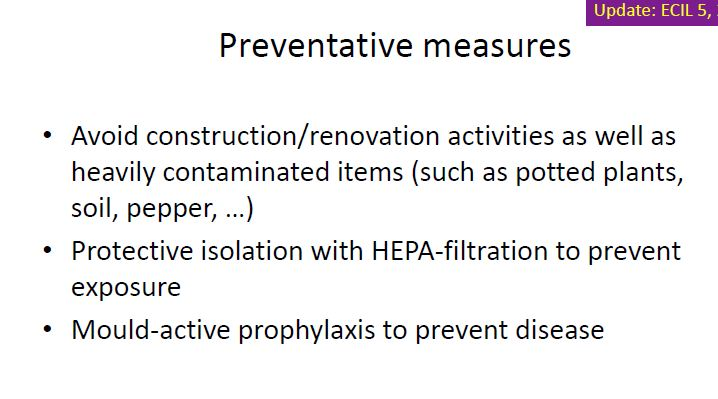 Update: ECIL 5,
Preventative measures
• Avoid construction/renovation activities as well as
heavily contaminated items (such as potted plants,
soil, pepper, …)
• Protective isolation with HEPA-filtration to prevent
exposure
• Mould-active prophylaxis to prevent disease